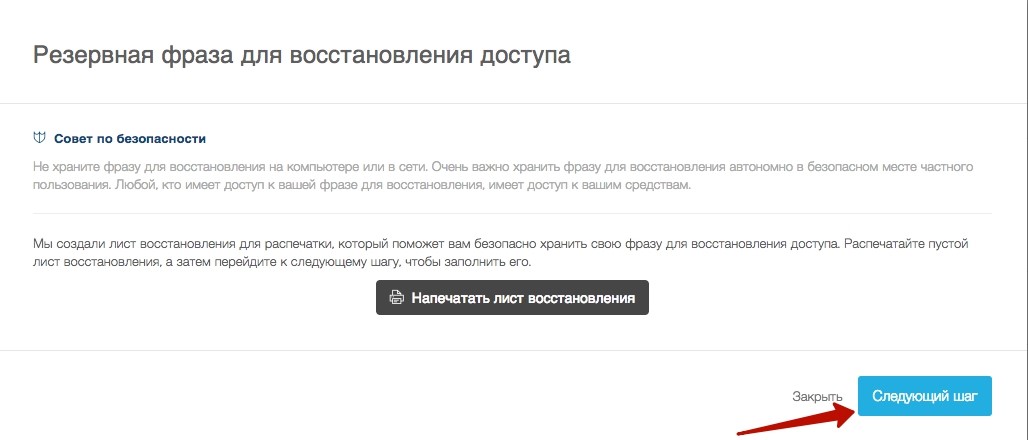 Резервная фраза для восстановления доступа
Совет по безопасности
Не храните фразу для восстановления на компьютере или в сети. Очень важно хранить фразу для восстановления автономно в безопасном месте частного
пользования. Любой, кто имеет доступ к вашей фразе для восстановления, имеет доступ к вашим средствам.
Мы создали лист восстановления для распечатки, который поможет вам безопасно хранить свою фразу для восстановления доступа. Распечатайте пустой
лист восстановления, а затем перейдите к следующему шагу, чтобы заполнить его.
Напечатать лист восстановления
Закрыть
Следующий шаг